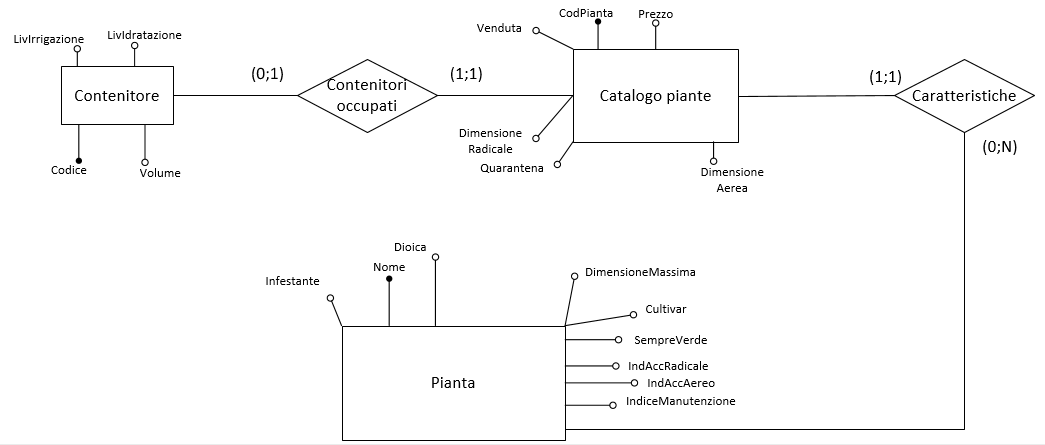 CodPianta
Prezzo
Venduta
LivIrrigazione
LivIdratazione
(0;1)
(1;1)
(1;1)
Contenitore
Contenitori
occupati
Catalogo piante
Caratteristiche
Dimensione
Radicale
Quarantena
(0;N)
Codice
Volume
Dimensione
Aerea
Dioica
Nome
Infestante
DimensioneMassima
Cultivar
SempreVerde
IndAccRadicale
Pianta
IndAccAereo
IndiceManutenzione